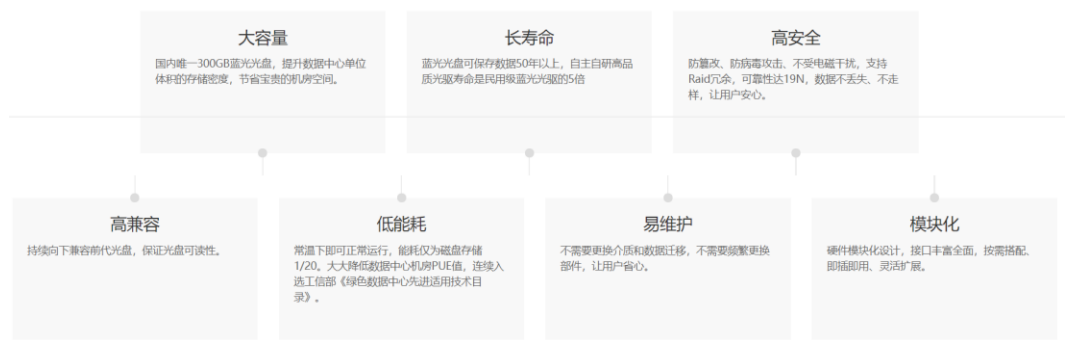 大容量
国内唯一300GB蓝光光盘，提升数据中心单位
体积的存储密度，节省宝贵的机房空间。
长寿命
蓝光光盘可保存数据50年以上，自主自研高品
质光驱寿命是民用级蓝光光驱的5倍
高安全
防篡改、防病毒攻击、不受电磁干扰，支持
Raid冗余，可靠性达19N，数据不丢失、不走
样，让用户安心。
高兼容
持续向下兼容前代光盘，保证光盘可读性。
低能耗
常温下即可正常运行，能耗仅为磁盘存储
1/20。大大降低数据中心机房PUE值，连续入
选工信部《绿色数据中心先进适用技术目
录》。
易维护
不需要更换介质和数据迁移，不需要频繁更换
部件，让用户省心。
模块化
硬件模块化设计，接口丰富全面，按需搭配、
即插即用、灵活扩展。